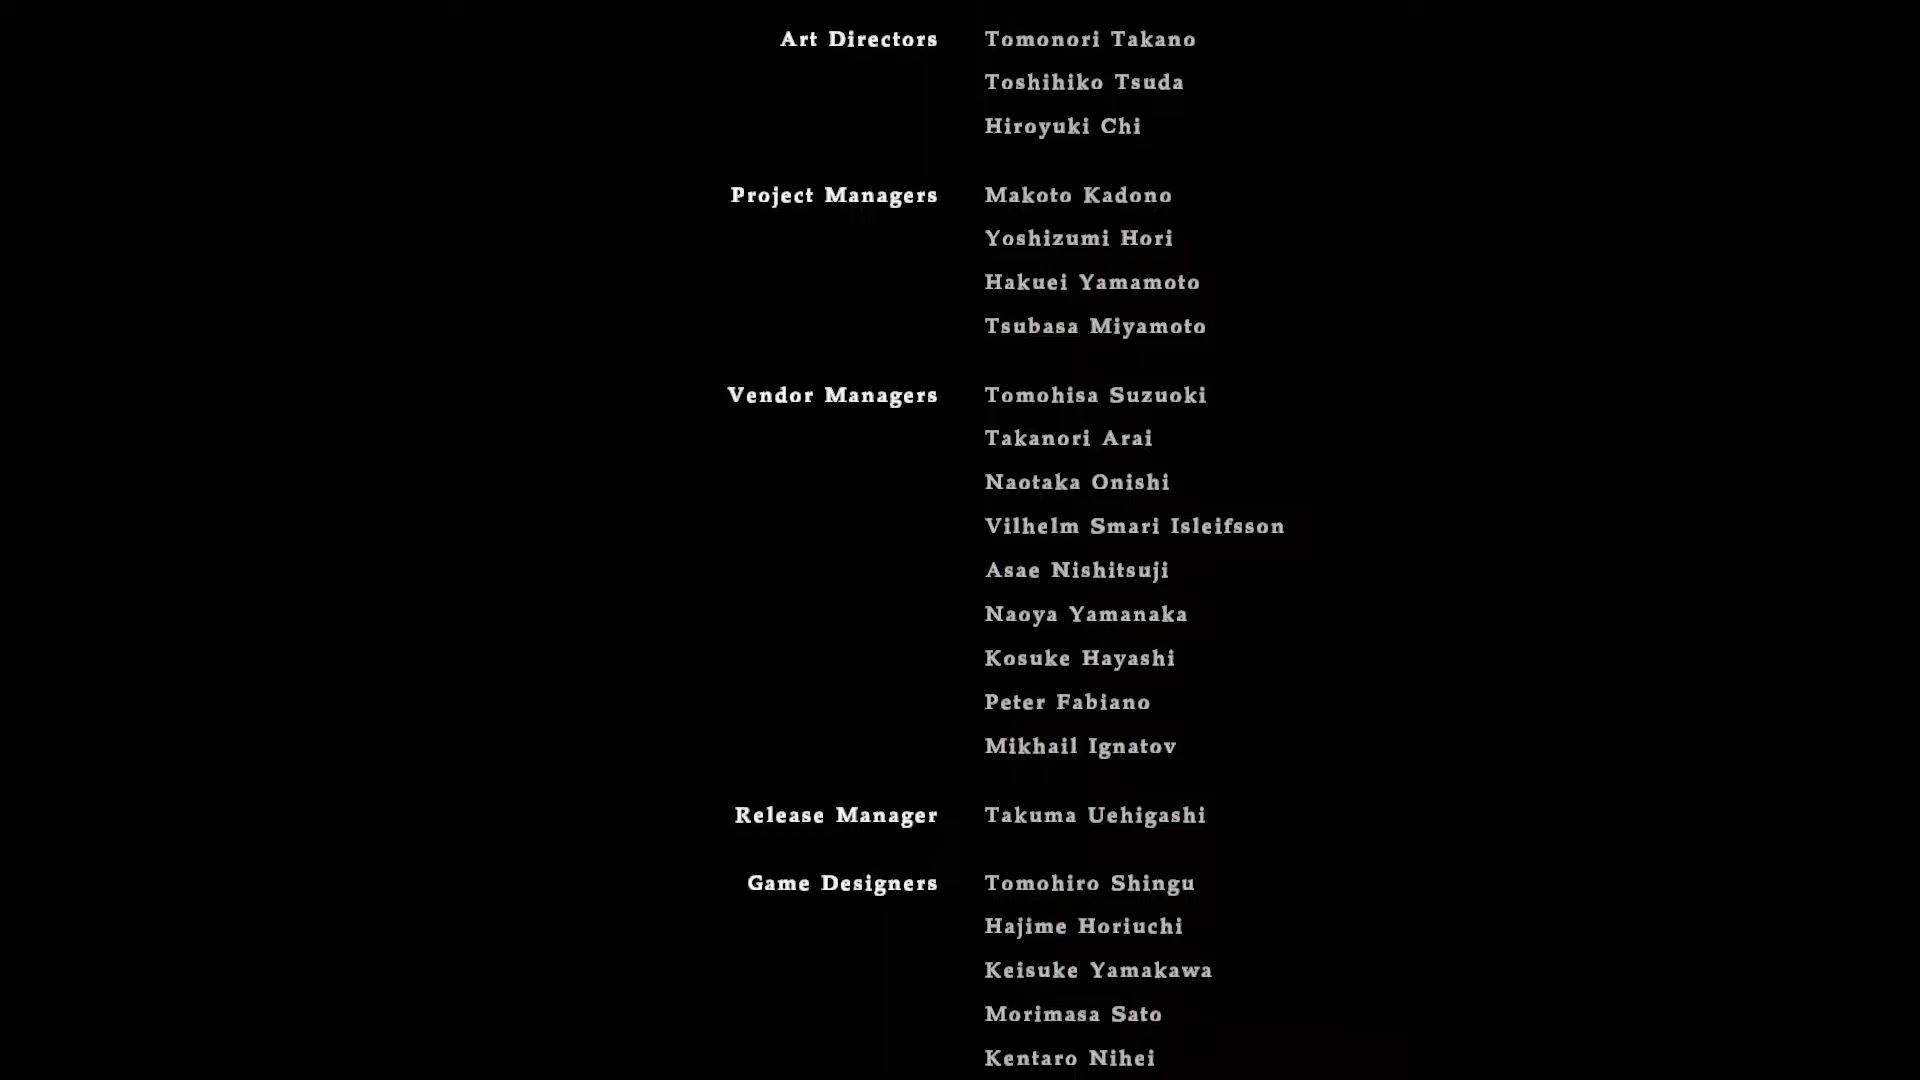 Art Directors Tomonori Takano
Toshihiko Tsuda
Hiroyuki Chi
Project Managers Makoto Kadono
Yoshizumi Hori
Hakuei Yamamoto
Tsubasa Miyamoto
Vendor Managers Tomohisa Suzuoki
Takanori Arai
Naotaka Onishi
Vilhelm Smari Isleifsson
Asae Nishitsuji
Naoya Yamanaka
Kosuke Hayashi
Peter Fabiano
Mikhail Ignatov
Release Manager Takuma Uehigashi
Game Designers Tomohiro Shingu
Hajime Horiuchi
Keisuke Yamakawa
Morimasa Sato
Kentaro Nihei